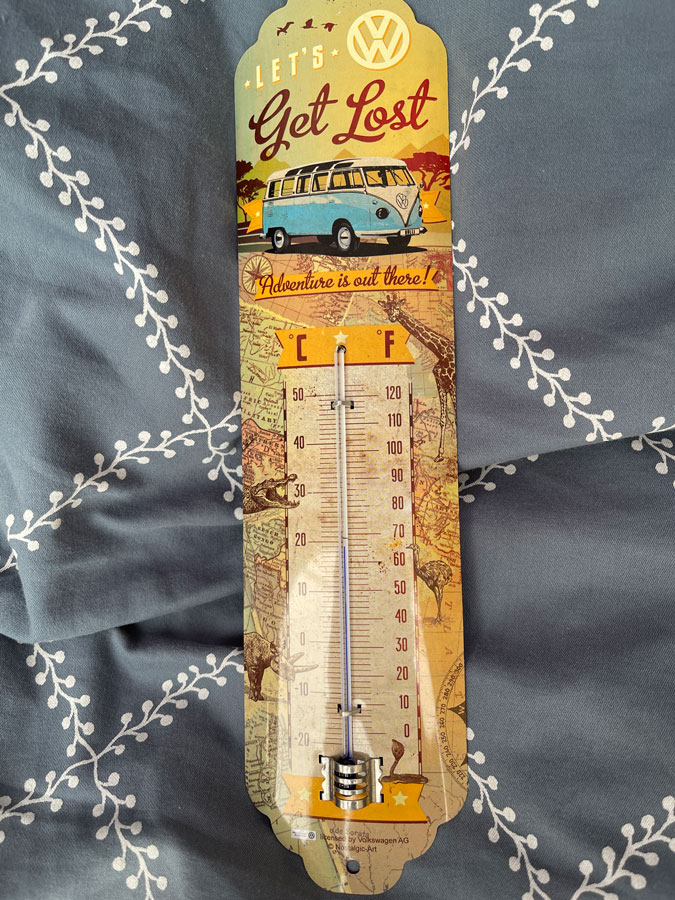 LET'S
Get Lost
Adventure is out there!
°C °F
50 120
110
40 100
90
30 80
20 70
60
10 50
40
0 30
20
-10 10
-20 0
licensed by Volkswagen AG
© Nostalgic-Art